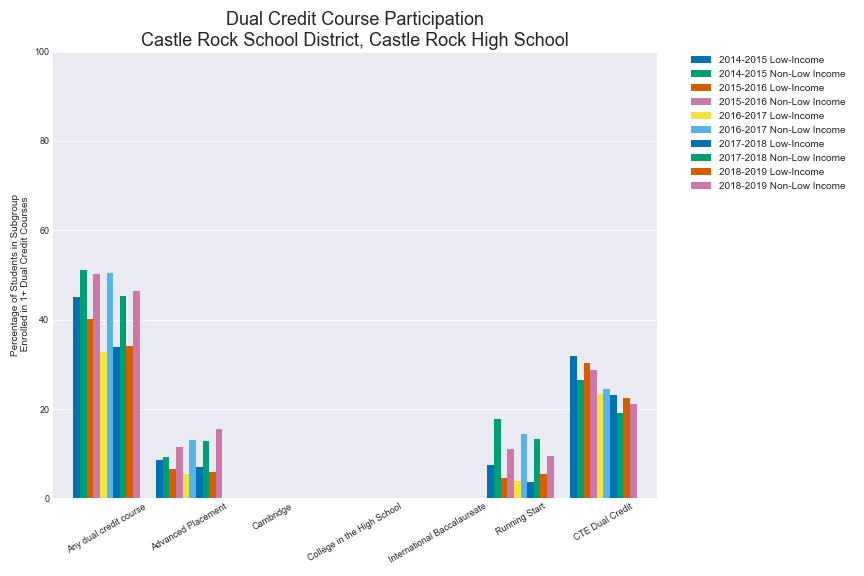 Dual Credit Course Participation
Castle Rock School District, Castle Rock High School
Percentage of Students in Subgroup
Enrolled in 1+ Dual Credit Courses
100
80
60
40
20
0
Any dual credit course
Advanced Placement
Cambridge
College in the High School
International Baccalaureate
Running Start
CTE Dual Credit
2014-2015 Low-Income
2014-2015 Non-Low Income
2015-2016 Low-Income
2015-2016 Non-Low Income
2016-2017 Low-Income
2016-2017 Non-Low Income
2017-2018 Low-Income
2017-2018 Non-Low Income
2018-2019 Low-Income
2018-2019 Non-Low Income